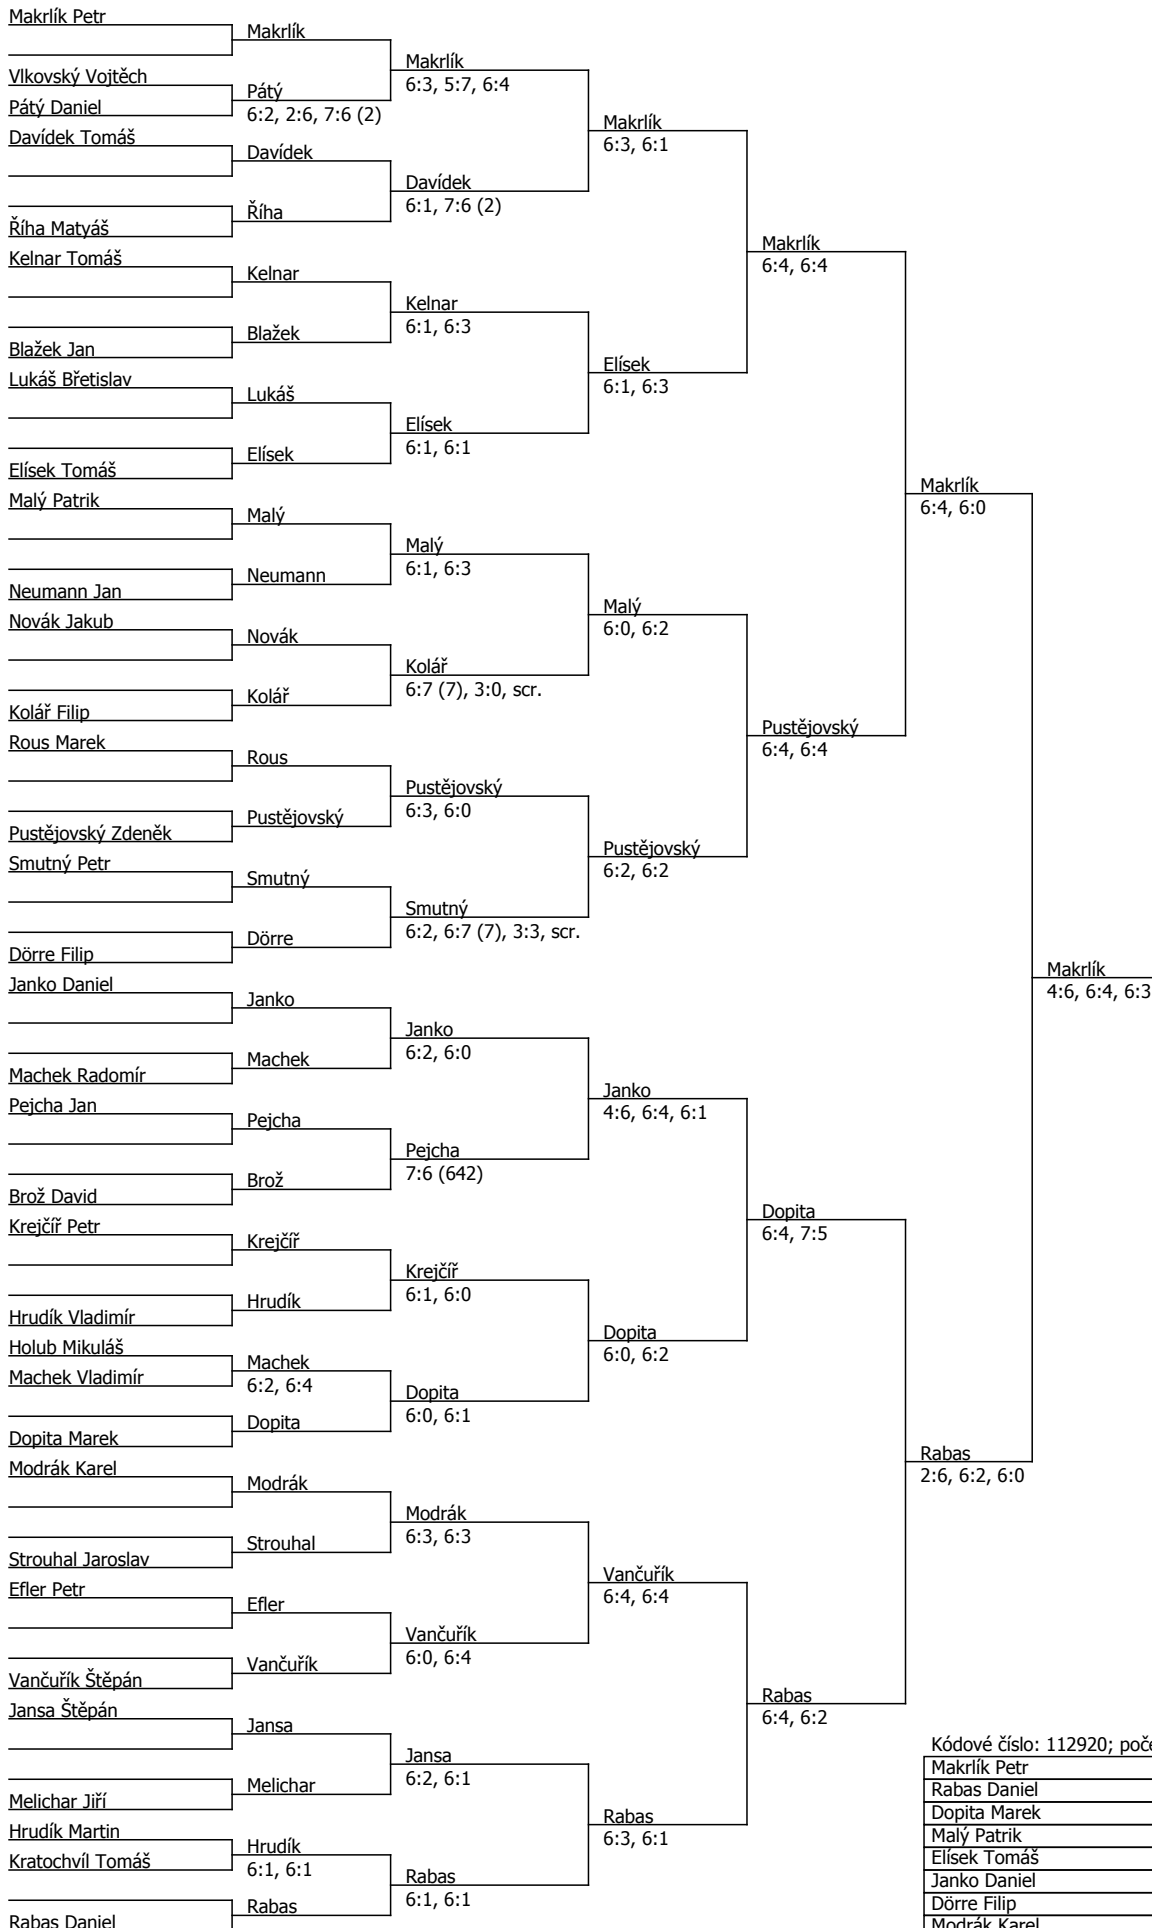 Makrlík Petr
Vlkovský Vojtěch
Pátý Daniel
Davídek Tomáš
Říha Matyáš
Kelnar Tomáš
Blažek Jan
Lukáš Břetislav
Elísek Tomáš
Malý Patrik
Neumann Jan
Novák Jakub
Kolář Filip
Rous Marek
Pustějovský Zdeněk
Smutný Petr
Dörre Filip
Janko Daniel
Machek Radomír
Pejcha Jan
Brož David
Krejčíř Petr
Hrudík Vladimír
Holub Mikuláš
Machek Vladimír
Dopita Marek
Modrák Karel
Strouhal Jaroslav
Efler Petr
Vančuřík Štěpán
Jansa Štěpán
Melichar Jiří
Hrudík Martin
Kratochvíl Tomáš
Rabas Daniel
Makrlík
Pátý
6:2, 2:6, 7:6 (2)
Davídek
Říha
Kelnar
Blažek
Lukáš
Elísek
Malý
Neumann
Novák
Kolář
Rous
Pustějovský
Smutný
Dörre
Janko
Machek
Pejcha
Brož
Krejčíř
Hrudík
Machek
6:2, 6:4
Dopita
Modrák
Strouhal
Efler
Vančuřík
Jansa
Melichar
Hrudík
6:1, 6:1
Rabas
Makrlík
6:3, 5:7, 6:4
Davídek
6:1, 7:6 (2)
Kelnar
6:1, 6:3
Elísek
6:1, 6:1
Malý
6:1, 6:3
Kolář
6:7 (7), 3:0, scr.
Pustějovský
6:3, 6:0
Smutný
6:2, 6:7 (7), 3:3, scr.
Janko
6:2, 6:0
Pejcha
7:6 (642)
Krejčíř
6:1, 6:0
Dopita
6:0, 6:1
Modrák
6:3, 6:3
Vančuřík
6:0, 6:4
Jansa
6:2, 6:1
Rabas
6:1, 6:1
Makrlík
6:3, 6:1
Elísek
6:1, 6:3
Malý
6:0, 6:2
Pustějovský
6:2, 6:2
Janko
4:6, 6:4, 6:1
Dopita
6:0, 6:2
Vančuřík
6:4, 6:4
Rabas
6:3, 6:1
Makrlík
6:4, 6:4
Pustějovský
6:4, 6:4
Dopita
6:4, 7:5
Rabas
6:4, 6:2
Makrlík
6:4, 6:0
Rabas
2:6, 6:2, 6:0
Makrlík
4:6, 6:4, 6:3
Kódové číslo: 112920; poče
Makrlík Petr
Rabas Daniel
Dopita Marek
Malý Patrik
Elísek Tomáš
Janko Daniel
Dörre Filip
Modrák Karel